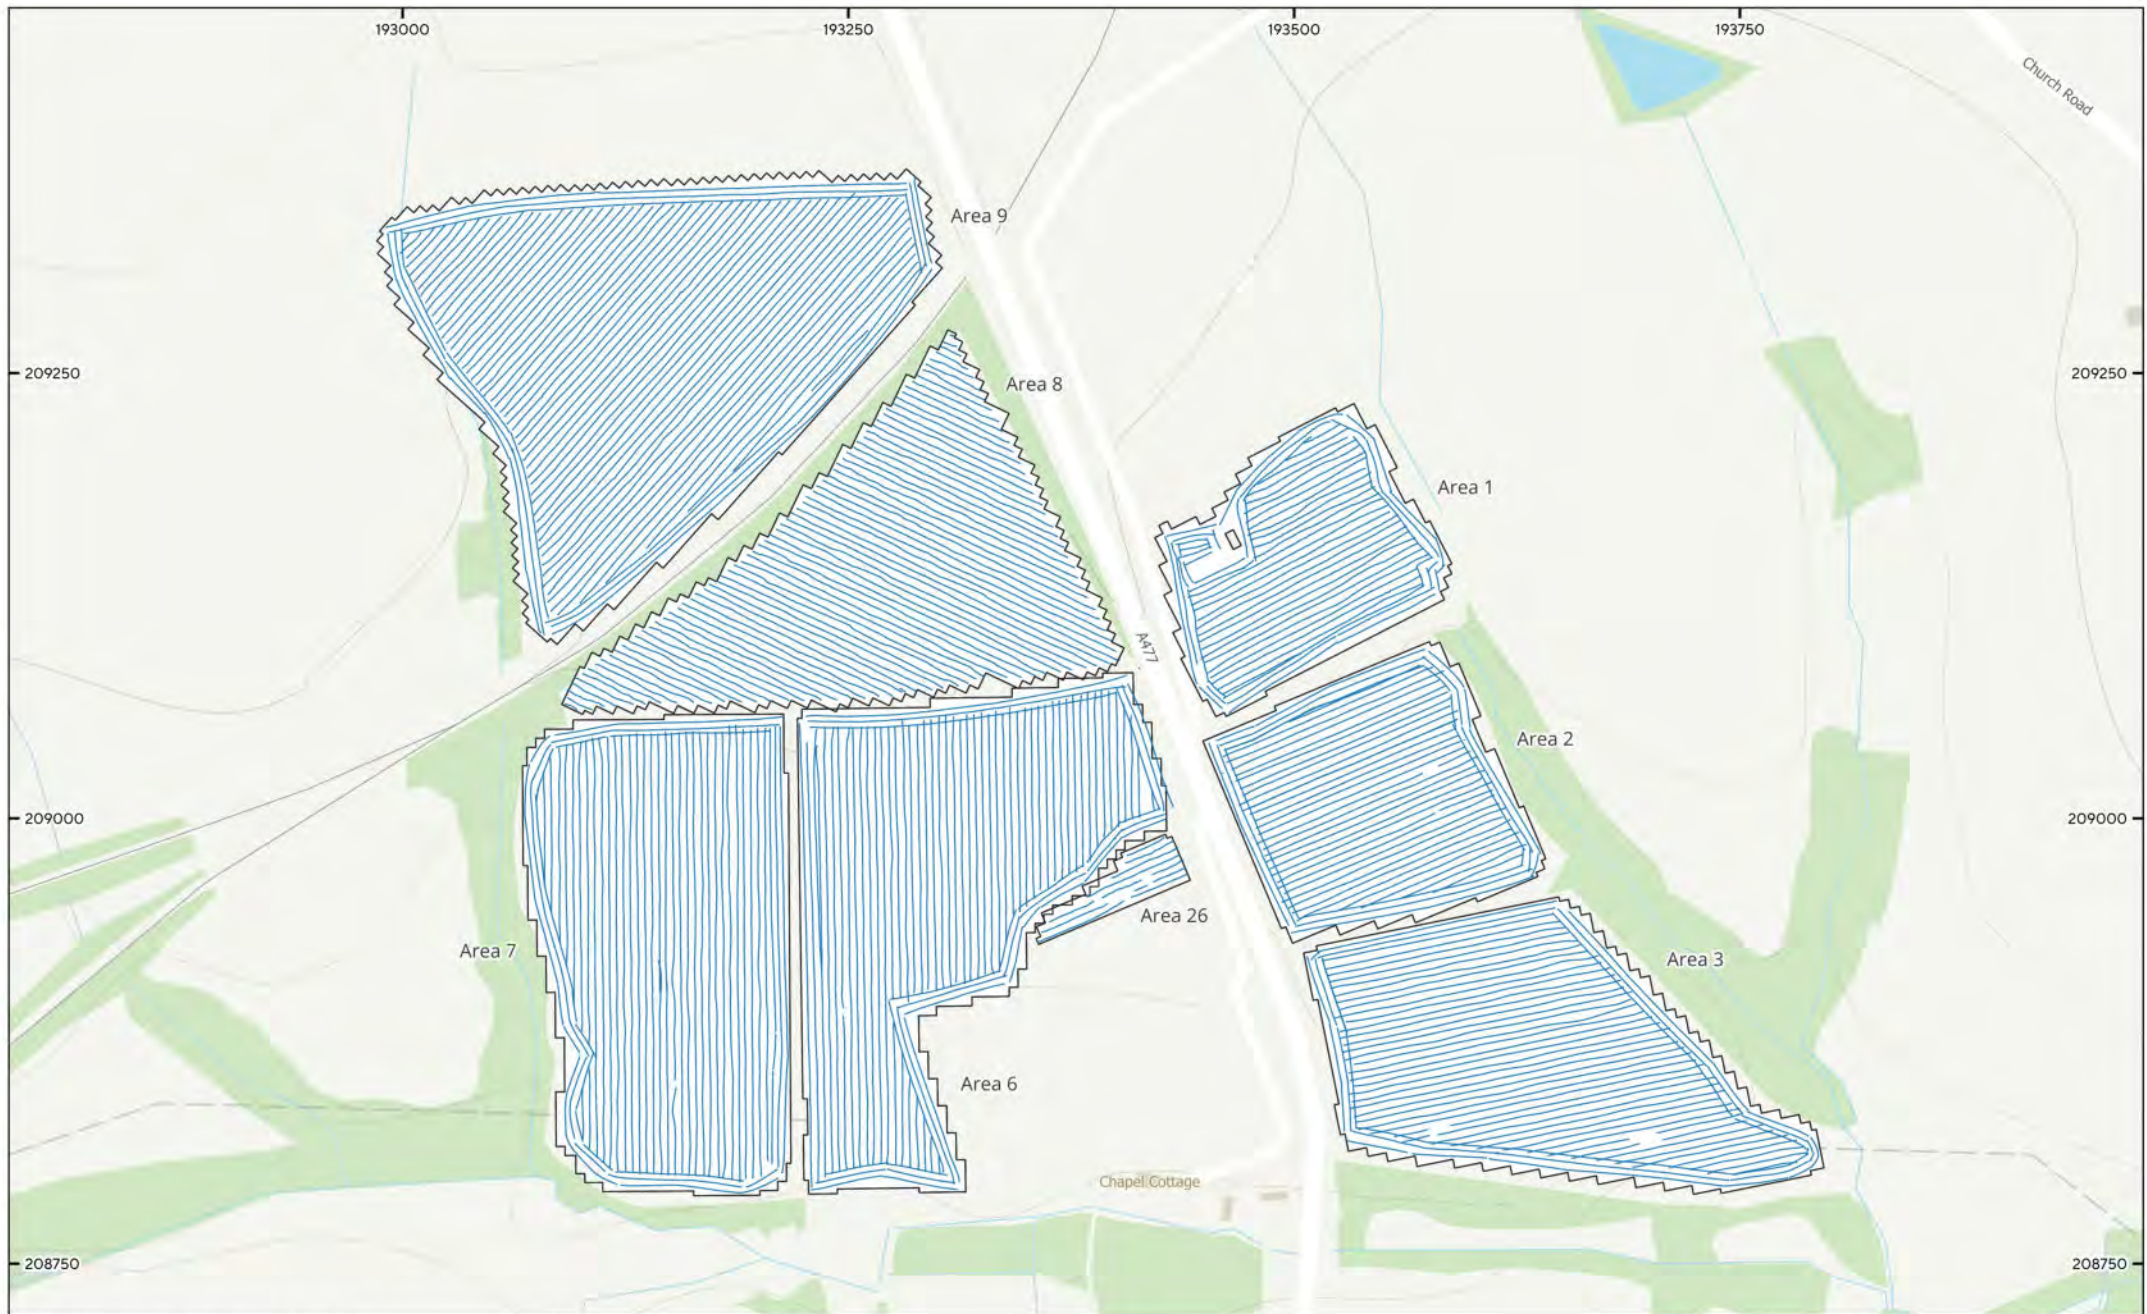 193000
193250
193500
193750
Church Road
Area 9
209250
209250
Area 8
Area 1
A477
Area 2
209000
209000
Area 26
Area 7
Area 3
Area 6
Chapel Cottage
208750
208750